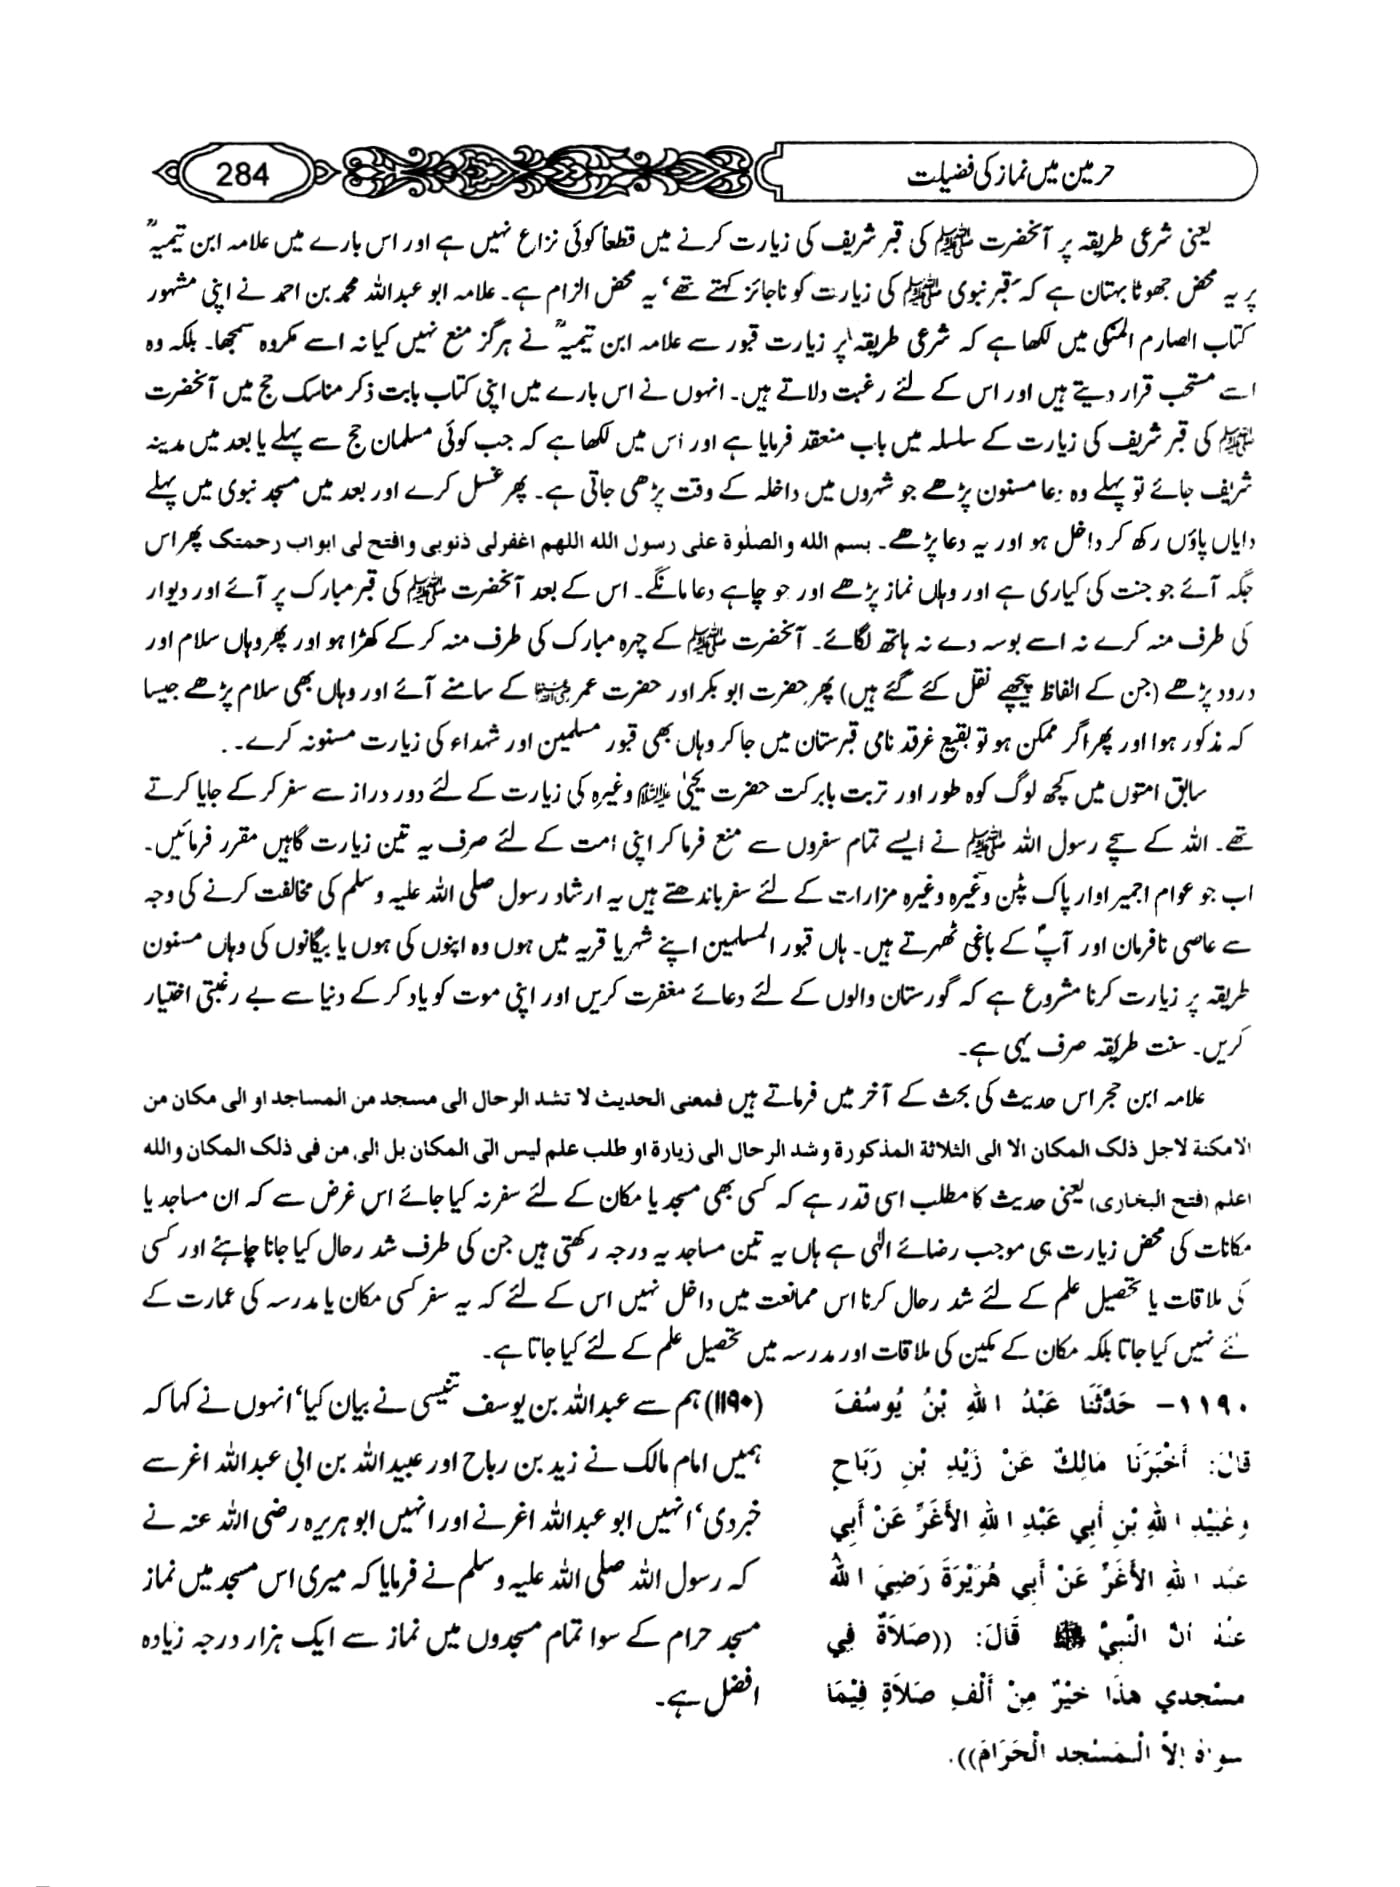 حرمین میں نماز کی فضیلت
284
یعنی شرعی طریقہ پر آنحضرت ﷺ کی قبر شریف کی زیارت کرنے میں قطعاً کوئی نزاع نہیں ہے اور اس بارے میں علامہ ابن تیمیہؒ
پر یہ محض جھوٹا بہتان ہے کہ ’قبر نبوی ﷺ کی زیارت کو ناجائز کہتے تھے‘ یہ محض الزام ہے۔ علامہ ابو عبداللہ محمد بن احمد نے اپنی مشہور
کتاب الصارم المنکی میں لکھا ہے کہ شرعی طریقہ پر زیارت قبور سے علامہ ابن تیمیہؒ نے ہرگز منع نہیں کیا نہ اسے مکروہ سمجھا۔ بلکہ وہ
اسے مستحب قرار دیتے ہیں اور اس کے لئے رغبت دلاتے ہیں۔ انہوں نے اس بارے میں اپنی کتاب بابت ذکر مناسک حج میں آنحضرت
ﷺ کی قبر شریف کی زیارت کے سلسلہ میں باب منعقد فرمایا ہے اور اس میں لکھا ہے کہ جب کوئی مسلمان حج سے پہلے یا بعد میں مدینہ
شریف جائے تو پہلے وہ دعا مسنون پڑھے جو شہروں میں داخلہ کے وقت پڑھی جاتی ہے۔ پھر غسل کرے اور بعد میں مسجد نبوی میں پہلے
دایاں پاؤں رکھ کر داخل ہو اور یہ دعا پڑھے۔ بسم الله والصلوٰة على رسول الله اللهم اغفرلی ذنوبی وافتح لی ابواب رحمتک پھر اس
جگہ آئے جو جنت کی کیاری ہے اور وہاں نماز پڑھے اور جو چاہے دعا مانگے۔ اس کے بعد آنحضرت ﷺ کی قبر مبارک پر آئے اور دیوار
کی طرف منہ کرے نہ اسے بوسہ دے نہ ہاتھ لگائے۔ آنحضرت ﷺ کے چہرہ مبارک کی طرف منہ کر کے کھڑا ہو اور پھر وہاں سلام اور
درود پڑھے (جن کے الفاظ پیچھے نقل کئے گئے ہیں) پھر حضرت ابو بکر اور حضرت عمر رضی اللہ عنہما کے سامنے آئے اور وہاں بھی سلام پڑھے جیسا
کہ مذکور ہوا اور پھر اگر ممکن ہو تو بقیع غرقد نامی قبرستان میں جا کر وہاں بھی قبور مسلمین اور شہداء کی زیارت مسنونہ کرے۔
سابق امتوں میں کچھ لوگ کوہ طور اور تربت بابرکت حضرت یحییٰ علیہ السلام وغیرہ کی زیارت کے لئے دور دراز سے سفر کر کے جایا کرتے
تھے۔ اللہ کے سچے رسول اللہ ﷺ نے ایسے تمام سفروں سے منع فرما کر اپنی امت کے لئے صرف یہ تین زیارت گاہیں مقرر فرمائیں۔
اب جو عوام اجمیر اوار پاک پٹن وغیرہ وغیرہ مزارات کے لئے سفر باندھتے ہیں یہ ارشاد رسول صلی اللہ علیہ وسلم کی مخالفت کرنے کی وجہ
سے عاصی نافرمان اور آپؐ کے باغی ٹھہرتے ہیں۔ ہاں قبور المسلمین اپنے شہر یا قریہ میں ہوں وہ اپنوں کی ہوں یا بیگانوں کی وہاں مسنون
طریقہ پر زیارت کرنا مشروع ہے کہ گورستان والوں کے لئے دعائے مغفرت کریں اور اپنی موت کو یاد کر کے دنیا سے بے رغبتی اختیار
کریں۔ سنت طریقہ صرف یہی ہے۔
علامہ ابن حجر اس حدیث کی بحث کے آخر میں فرماتے ہیں فمعنی الحدیث لا تشد الرحال الی مسجد من المساجد او الی مکان من
الامکنة لاجل ذلک المکان الا الی الثلاثة المذکورة وشد الرحال الی زیارة او طلب علم لیس الی المکان بل الی من فی ذلک المکان والله
اعلم (فتح البخاری) یعنی حدیث کا مطلب اسی قدر ہے کہ کسی بھی مسجد یا مکان کے لئے سفر نہ کیا جائے اس غرض سے کہ ان مساجد یا
مکانات کی محض زیارت ہی موجب رضائے الٰہی ہے ہاں یہ تین مساجد یہ درجہ رکھتی ہیں جن کی طرف شد رحال کیا جانا چاہئے اور کسی
کی ملاقات یا تحصیل علم کے لئے شد رحال کرنا اس ممانعت میں داخل نہیں اس کے لئے کہ یہ سفر کسی مکان یا مدرسہ کی عمارت کے
لئے نہیں کیا جاتا بلکہ مکان کے مکین کی ملاقات اور مدرسہ میں تحصیل علم کے لئے کیا جاتا ہے۔
١١٩٠- حَدَّثَنَا عَبْدُ اللهِ بْنُ يُوسُفَ
قَالَ: أَخْبَرَنَا مَالِكٌ عَنْ زَيْدِ بْنِ رَبَاحٍ
وَعُبَيْدِ اللهِ بْنِ أَبِي عَبْدِ اللهِ الأَغَرِّ عَنْ أَبِي
عَبْدِ اللهِ الأَغَرِّ عَنْ أَبِي هُرَيْرَةَ رَضِيَ اللهُ
عَنْهُ أَنَّ النَّبِيَّ ﷺ قَالَ: ((صَلاَةٌ فِي
مَسْجِدِي هَذَا خَيْرٌ مِنْ أَلْفِ صَلاَةٍ فِيْمَا
سِوَاهُ إِلاَّ الْمَسْجِدَ الْحَرَامَ)).
(۱۱۹۰) ہم سے عبداللہ بن یوسف تنیسی نے بیان کیا‘ انہوں نے کہا کہ
ہمیں امام مالک نے زید بن رباح اور عبیداللہ بن ابی عبداللہ اغر سے
خبر دی‘ انہیں ابو عبداللہ اغر نے اور انہیں ابو ہریرہ رضی اللہ عنہ نے
کہ رسول اللہ صلی اللہ علیہ وسلم نے فرمایا کہ میری اس مسجد میں نماز
مسجد حرام کے سوا تمام مسجدوں میں نماز سے ایک ہزار درجہ زیادہ
افضل ہے۔